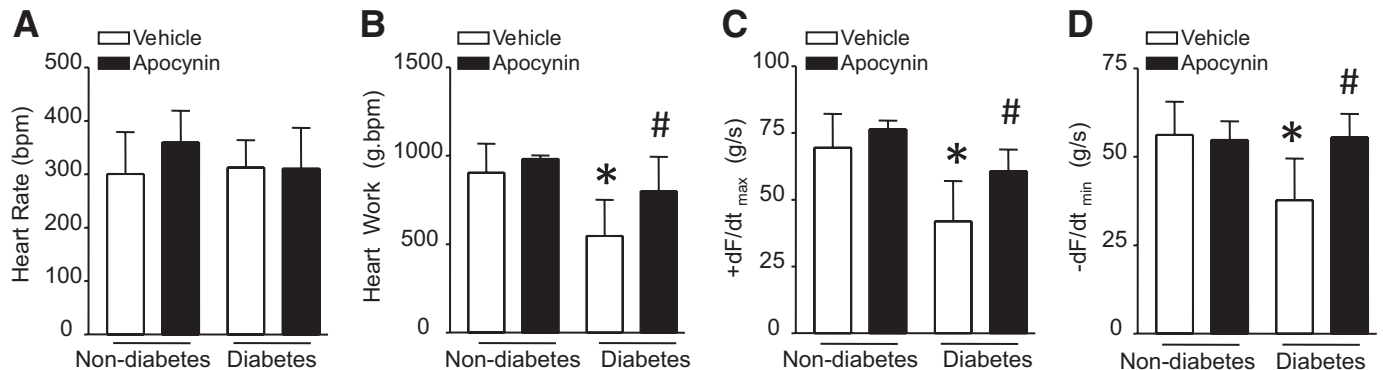 A
Vehicle
Apocynin
500
400
300
200
100
0
Heart Rate (bpm)
Non-diabetes Diabetes
B
Vehicle
Apocynin
1500
1000
500
0
Heart Work (g.bpm)
*
#
Non-diabetes Diabetes
C
Vehicle
Apocynin
100
75
50
25
0
+dF/dt max (g/s)
*
#
Non-diabetes Diabetes
D
Vehicle
Apocynin
75
50
25
0
-dF/dt min (g/s)
*
#
Non-diabetes Diabetes